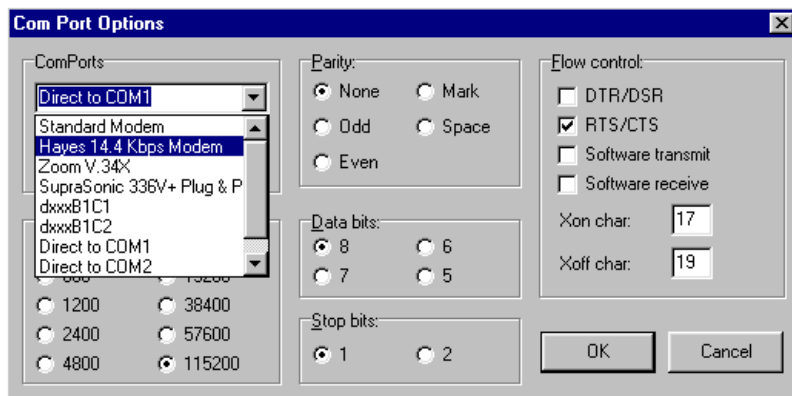 Com Port Options
ComPorts
Direct to COM1
Standard Modem
Hayes 14.4 Kbps Modem
Zoom V.34X
SupraSonic 336V+ Plug & P
dxxxB1C1
dxxxB1C2
Direct to COM1
Direct to COM2
1200
38400
2400
57600
4800
115200
Parity:
None
Mark
Odd
Space
Even
Data bits:
8
6
7
5
Stop bits:
1
2
Flow control:
DTR/DSR
RTS/CTS
Software transmit
Software receive
Xon char:
17
Xoff char:
19
OK
Cancel